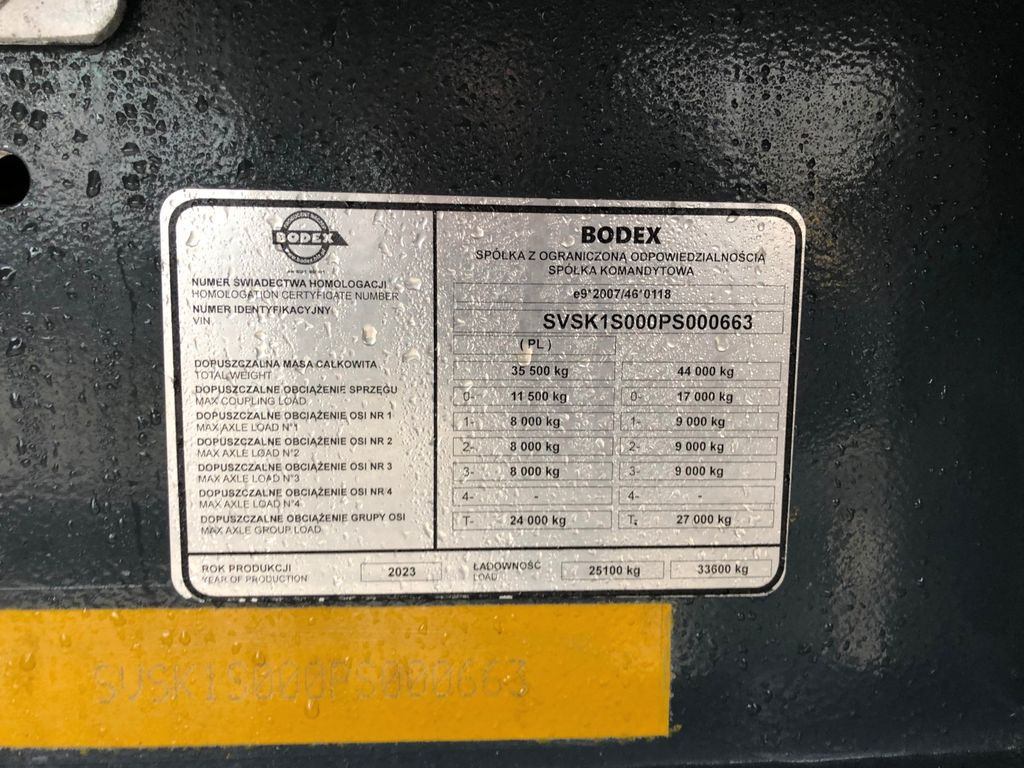 BODEX
NUMER ŚWIADECTWA HOMOLOGACJI
HOMOLOGATION CERTYFICATE NUMBER
NUMER IDENTYFIKACYJNY
VIN
DOPUSZCZALNA MASA CAŁKOWITA
TOTAL WEIGHT
DOPUSZCZALNE OBCIĄŻENIE SPRZĘGU
MAX COUPLING LOAD
DOPUSZCZALNE OBCIĄŻENIE OSI NR 1
MAX AXLE LOAD N°1
DOPUSZCZALNE OBCIĄŻENIE OSI NR 2
MAX AXLE LOAD N°2
DOPUSZCZALNE OBCIĄŻENIE OSI NR 3
MAX AXLE LOAD N°3
DOPUSZCZALNE OBCIĄŻENIE OSI NR 4
MAX AXLE LOAD N°4
DOPUSZCZALNE OBCIĄŻENIE GRUPY OSI
MAX AXLE GROUP LOAD
BODEX
SPÓŁKA Z OGRANICZONĄ ODPOWIEDZIALNOŚCIĄ
SPÓŁKA KOMANDYTOWA
e9*2007/46*0118
SVSK1S000PS000663
( PL )
35 500 kg 44 000 kg
0- 11 500 kg 0- 17 000 kg
1- 8 000 kg 1- 9 000 kg
2- 8 000 kg 2- 9 000 kg
3- 8 000 kg 3- 9 000 kg
4- - 4- -
T- 24 000 kg T- 27 000 kg
ROK PRODUKCJI 2023 ŁADOWNOŚĆ 25100 kg 33600 kg
YEAR OF PRODUCTION LOAD
SVSK1S000PS000663